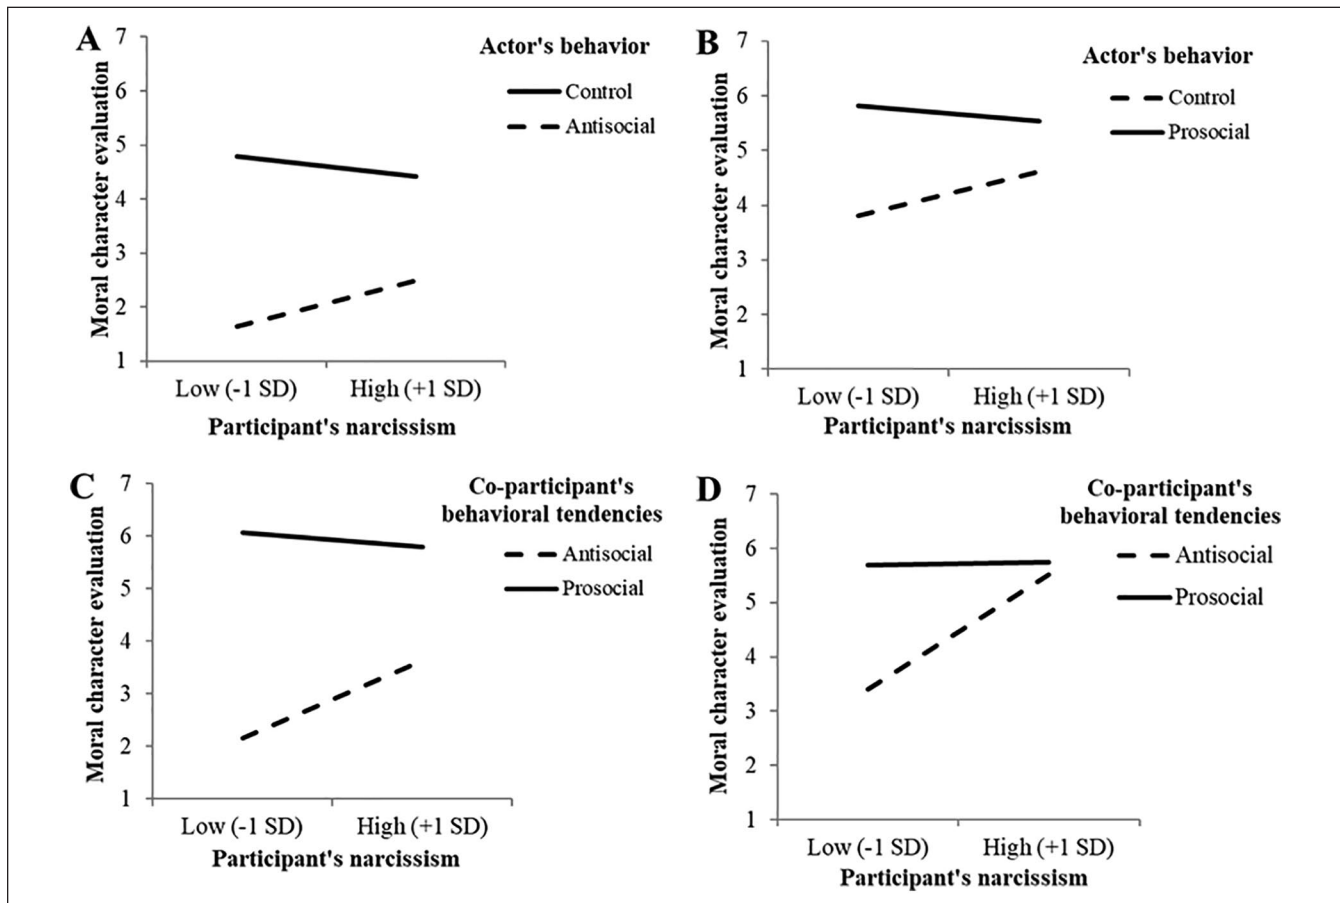 A
Actor's behavior
Control
Antisocial
7
6
5
4
3
2
1
Moral character evaluation
Low (-1 SD)
High (+1 SD)
Participant's narcissism
B
Actor's behavior
Control
Prosocial
7
6
5
4
3
2
1
Moral character evaluation
Low (-1 SD)
High (+1 SD)
Participant's narcissism
C
Co-participant's
behavioral tendencies
Antisocial
Prosocial
7
6
5
4
3
2
1
Moral character evaluation
Low (-1 SD)
High (+1 SD)
Participant's narcissism
D
Co-participant's
behavioral tendencies
Antisocial
Prosocial
7
6
5
4
3
2
1
Moral character evaluation
Low (-1 SD)
High (+1 SD)
Participant's narcissism